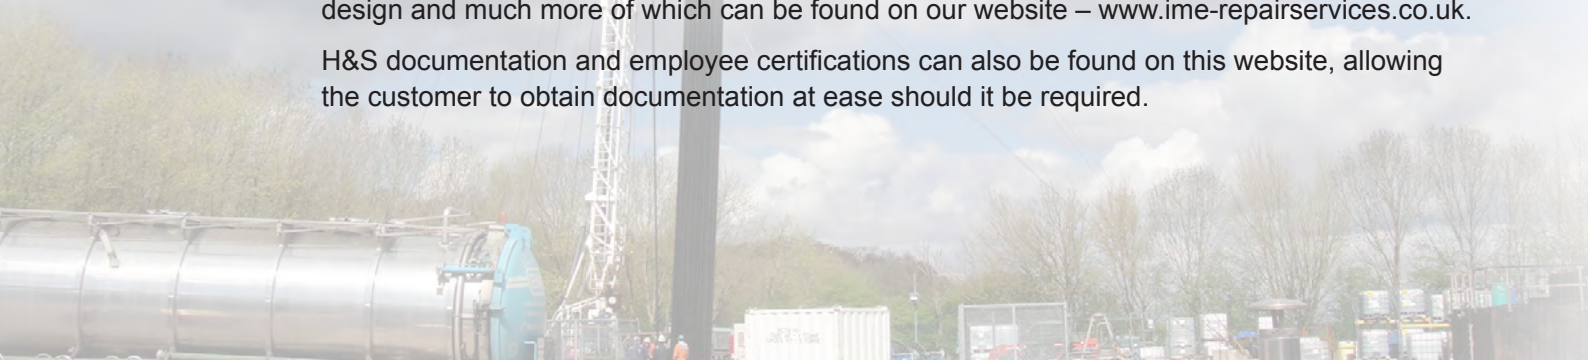 design and much more of which can be found on our website – www.ime-repairservices.co.uk.
H&S documentation and employee certifications can also be found on this website, allowing
the customer to obtain documentation at ease should it be required.